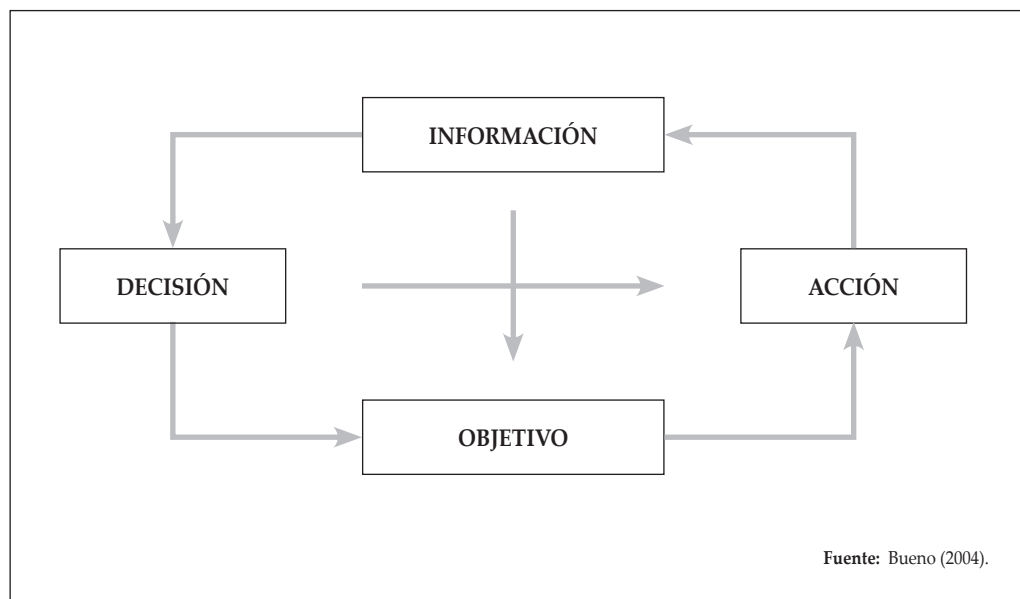 INFORMACIÓN
DECISIÓN
ACCIÓN
OBJETIVO
Fuente: Bueno (2004).